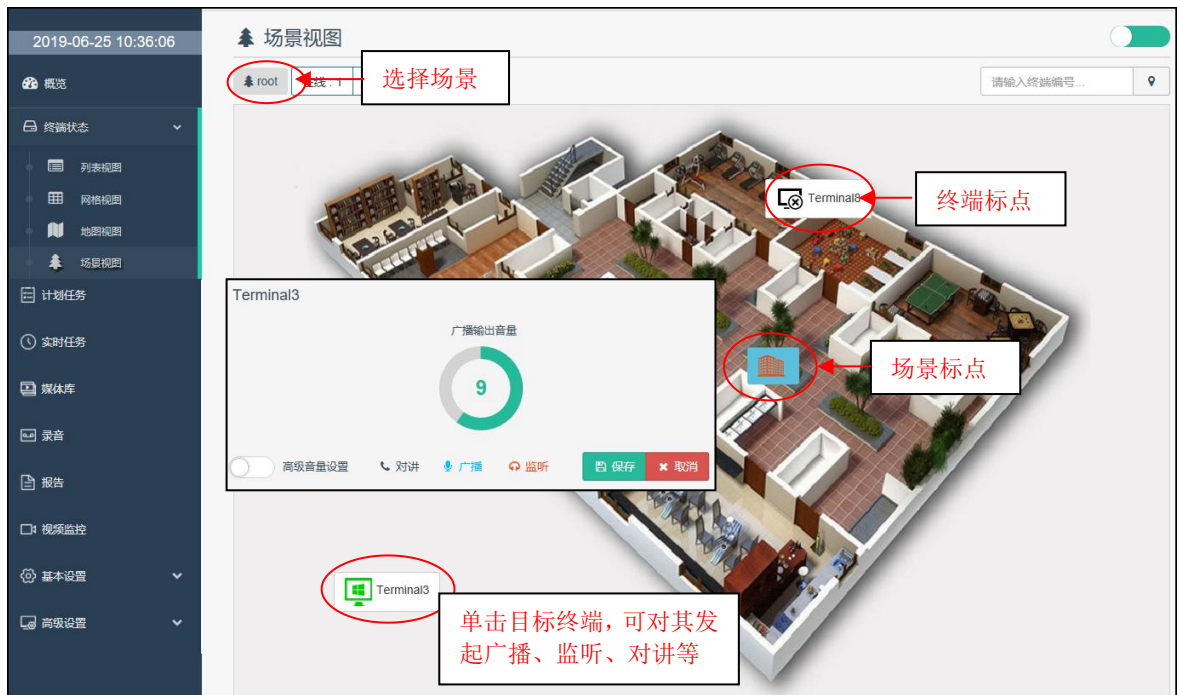 2019-06-25 10:36:06
概览
终端状态
列表视图
网格视图
地图视图
场景视图
计划任务
实时任务
媒体库
录音
报告
视频监控
基本设置
高级设置
场景视图
root
在线 : 1
选择场景
请输入终端编号...
Terminal8
终端标点
Terminal3
广播输出音量
9
高级音量设置
对讲
广播
监听
保存
取消
场景标点
Terminal3
单击目标终端，可对其发
起广播、监听、对讲等